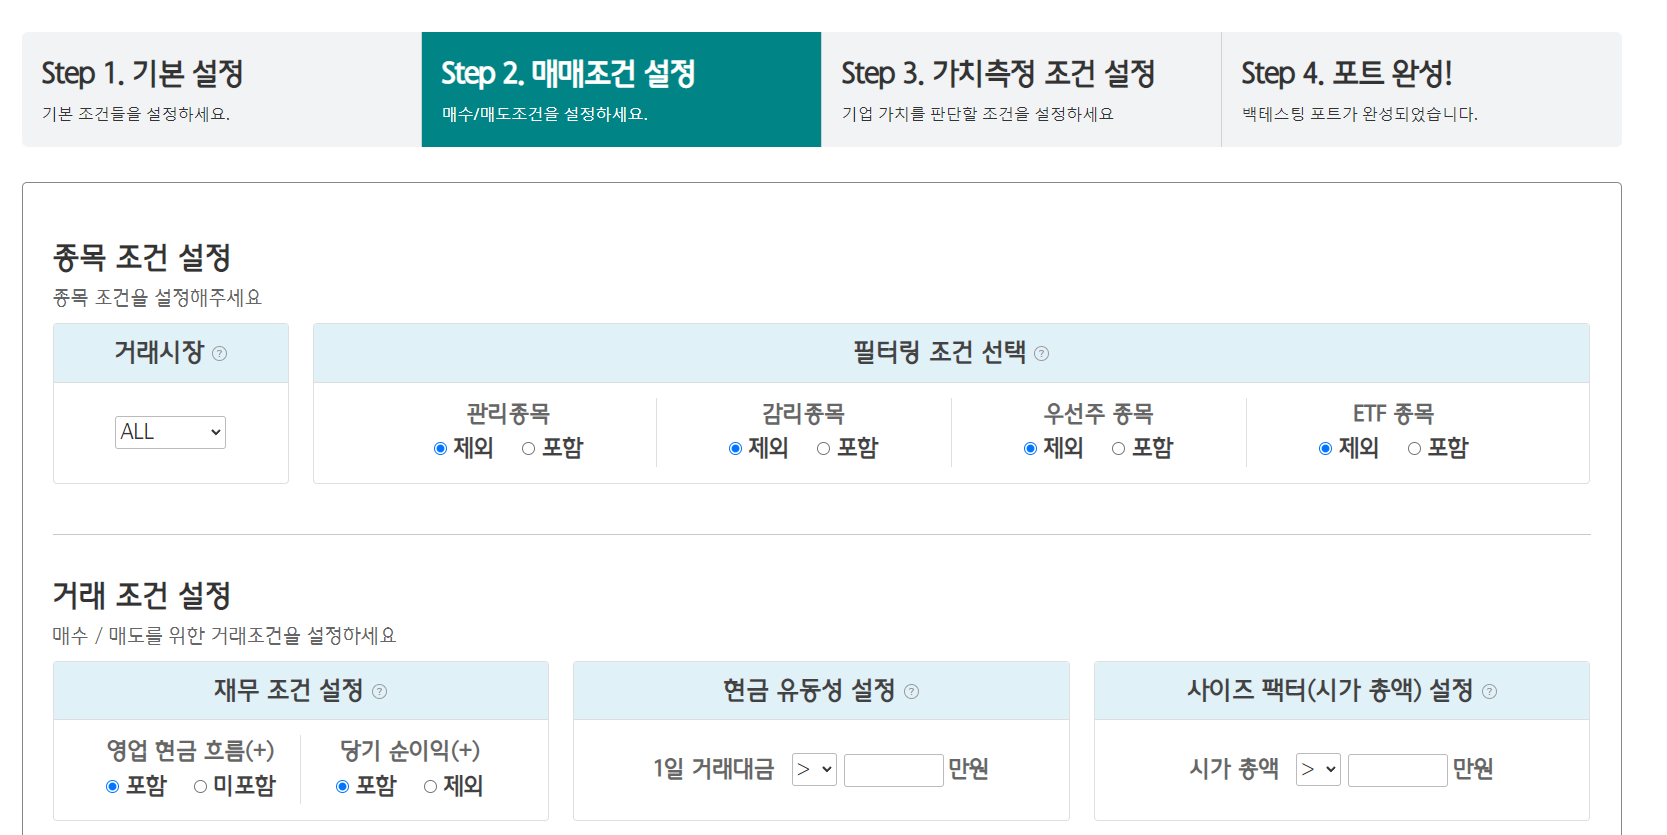 Step 1. 기본 설정
기본 조건들을 설정하세요.
Step 2. 매매조건 설정
매수/매도조건을 설정하세요.
Step 3. 가치측정 조건 설정
기업 가치를 판단할 조건을 설정하세요
Step 4. 포트 완성!
백테스팅 포트가 완성되었습니다.
종목 조건 설정
종목 조건을 설정해주세요
거래시장 ?
ALL
필터링 조건 선택 ?
관리종목
제외 포함
감리종목
제외 포함
우선주 종목
제외 포함
ETF 종목
제외 포함
거래 조건 설정
매수 / 매도를 위한 거래조건을 설정하세요
재무 조건 설정 ?
영업 현금 흐름(+)
포함 미포함
당기 순이익(+)
포함 제외
현금 유동성 설정 ?
1일 거래대금 > 만원
사이즈 팩터(시가 총액) 설정 ?
시가 총액 > 만원